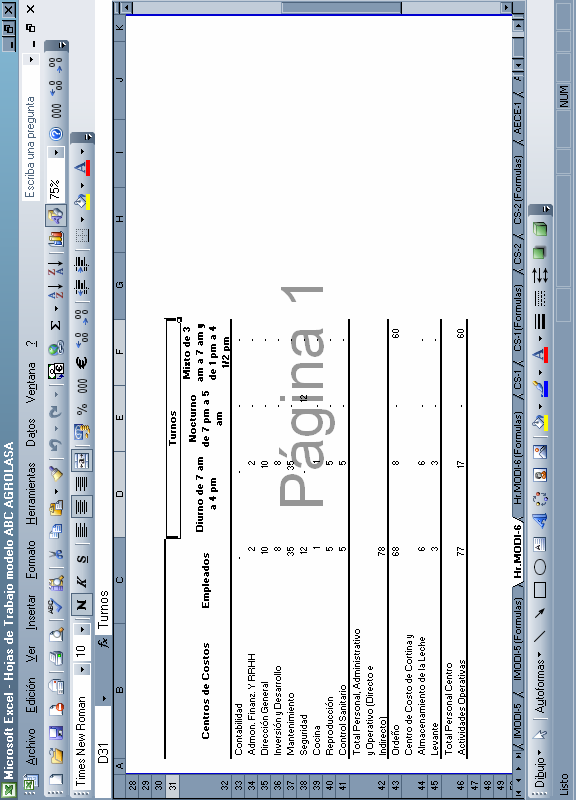 Microsoft Excel - Hojas de Trabajo modelo ABC AGROLASA
Archivo Edición Ver Insertar Formato Herramientas Datos Ventana ? Escriba una pregunta
Σ 75%
Times New Roman 10 N K S % 000 €
D31 fx Turnos
A B C D E F G H I J K
28
29
30
31 Turnos
32 Centros de Costos Empleados Diurno de 7 am a 4 pm Nocturno de 7 pm a 5 am Mixto de 3 am a 7 am y de 1 pm a 4 1/2 pm
33 Contabilidad - - - -
34 Admon, Finanz. Y RRHH 2 2 - -
35 Dirección General 10 10 - -
36 Inversión y Desarrollo 8 8 - -
37 Mantenimiento 35 35 - -
38 Seguridad 12 - 12 -
39 Cocina 1 1 - -
40 Reproducción 5 5 - -
41 Control Sanitario 5 5 - -
Total Personal, Administrativo
y Operativo (Directo e
42 Indirecto) 78
43 Ordeño 68 8 - 60
Centro de Costo de Cortina y
44 Almacenamiento de la Leche 6 6 - -
45 Levante 3 3 - -
Total Personal Centro
46 Actividades Operativas 77 17 - 60
47
48
49
Página 1
IMODI-5 IMODI-5 (Formulas) Hr.MODI-6 Hr.MODI-6 (Formulas) CS-1 CS-1 (Formulas) CS-2 CS-2 (Formulas) AECE-1
Dibujo Autoformas
Listo NUM